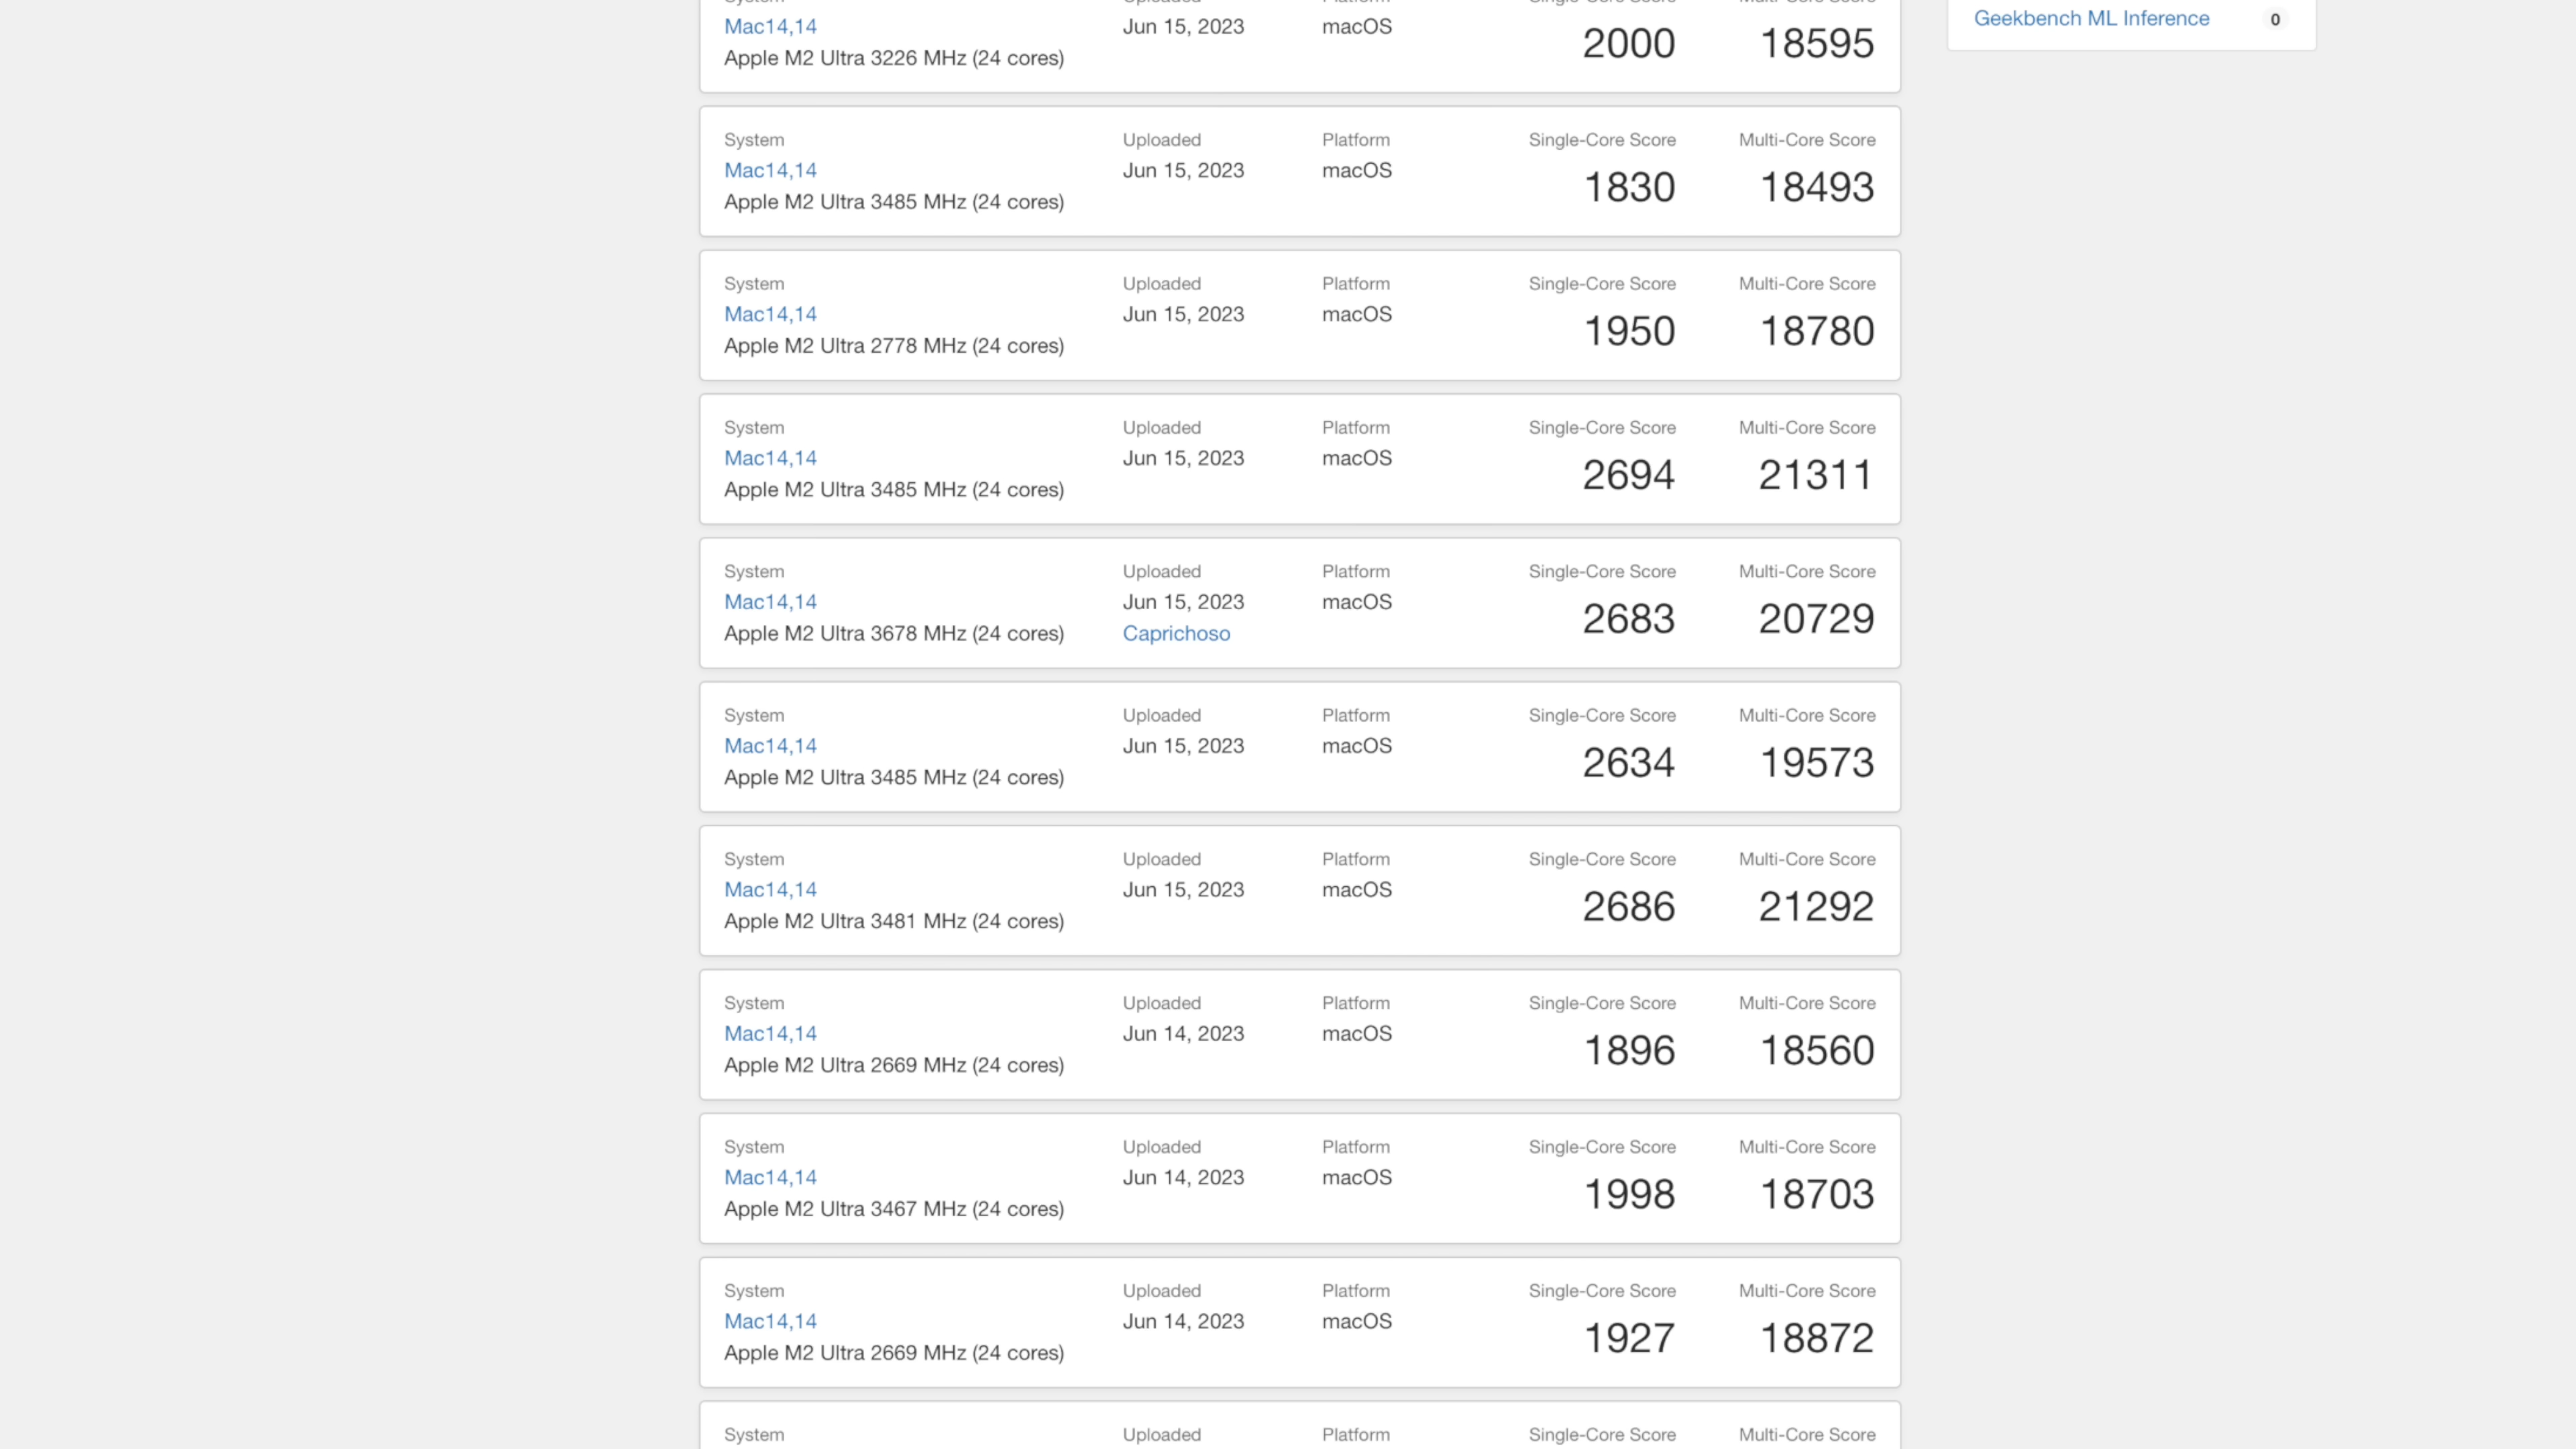 System Uploaded Platform Single-Core Score Multi-Core Score
Geekbench ML Inference 0
Mac14,14 Jun 15, 2023 macOS 2000 18595
Apple M2 Ultra 3226 MHz (24 cores)
System Uploaded Platform Single-Core Score Multi-Core Score
Mac14,14 Jun 15, 2023 macOS 1830 18493
Apple M2 Ultra 3485 MHz (24 cores)
System Uploaded Platform Single-Core Score Multi-Core Score
Mac14,14 Jun 15, 2023 macOS 1950 18780
Apple M2 Ultra 2778 MHz (24 cores)
System Uploaded Platform Single-Core Score Multi-Core Score
Mac14,14 Jun 15, 2023 macOS 2694 21311
Apple M2 Ultra 3485 MHz (24 cores)
System Uploaded Platform Single-Core Score Multi-Core Score
Mac14,14 Jun 15, 2023 macOS 2683 20729
Apple M2 Ultra 3678 MHz (24 cores) Caprichoso
System Uploaded Platform Single-Core Score Multi-Core Score
Mac14,14 Jun 15, 2023 macOS 2634 19573
Apple M2 Ultra 3485 MHz (24 cores)
System Uploaded Platform Single-Core Score Multi-Core Score
Mac14,14 Jun 15, 2023 macOS 2686 21292
Apple M2 Ultra 3481 MHz (24 cores)
System Uploaded Platform Single-Core Score Multi-Core Score
Mac14,14 Jun 14, 2023 macOS 1896 18560
Apple M2 Ultra 2669 MHz (24 cores)
System Uploaded Platform Single-Core Score Multi-Core Score
Mac14,14 Jun 14, 2023 macOS 1998 18703
Apple M2 Ultra 3467 MHz (24 cores)
System Uploaded Platform Single-Core Score Multi-Core Score
Mac14,14 Jun 14, 2023 macOS 1927 18872
Apple M2 Ultra 2669 MHz (24 cores)
System Uploaded Platform Single-Core Score Multi-Core Score